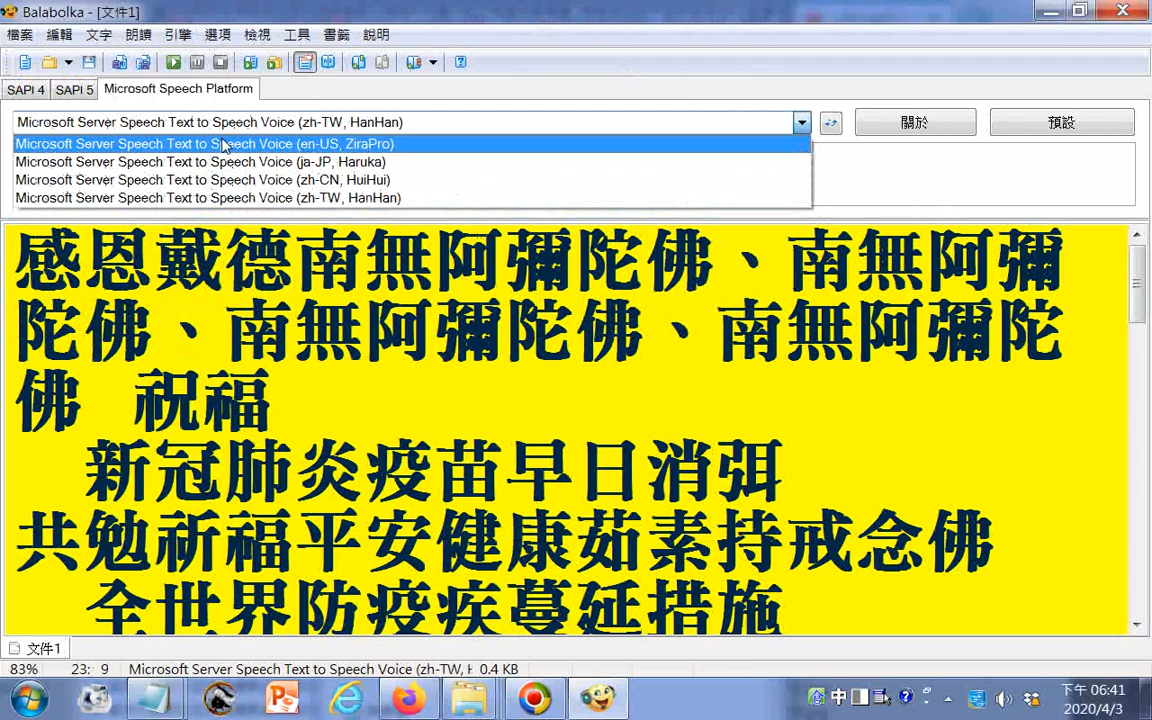 Balabolka - [文件1]
檔案 編輯 文字 朗讀 引擎 選項 檢視 工具 書籤 說明
SAPI 4 SAPI 5 Microsoft Speech Platform
Microsoft Server Speech Text to Speech Voice (zh-TW, HanHan) 關於 預設
Microsoft Server Speech Text to Speech Voice (en-US, ZiraPro)
Microsoft Server Speech Text to Speech Voice (ja-JP, Haruka)
Microsoft Server Speech Text to Speech Voice (zh-CN, HuiHui)
Microsoft Server Speech Text to Speech Voice (zh-TW, HanHan)
感恩戴德南無阿彌陀佛、南無阿彌
陀佛、南無阿彌陀佛、南無阿彌陀
佛 祝福
新冠肺炎疫苗早日消弭
共勉祈福平安健康茹素持戒念佛
全世界防疫疾蔓延措施
文件1
83% 23: 9 Microsoft Server Speech Text to Speech Voice (zh-TW, 0.4 KB
中 下午 06:41
2020/4/3